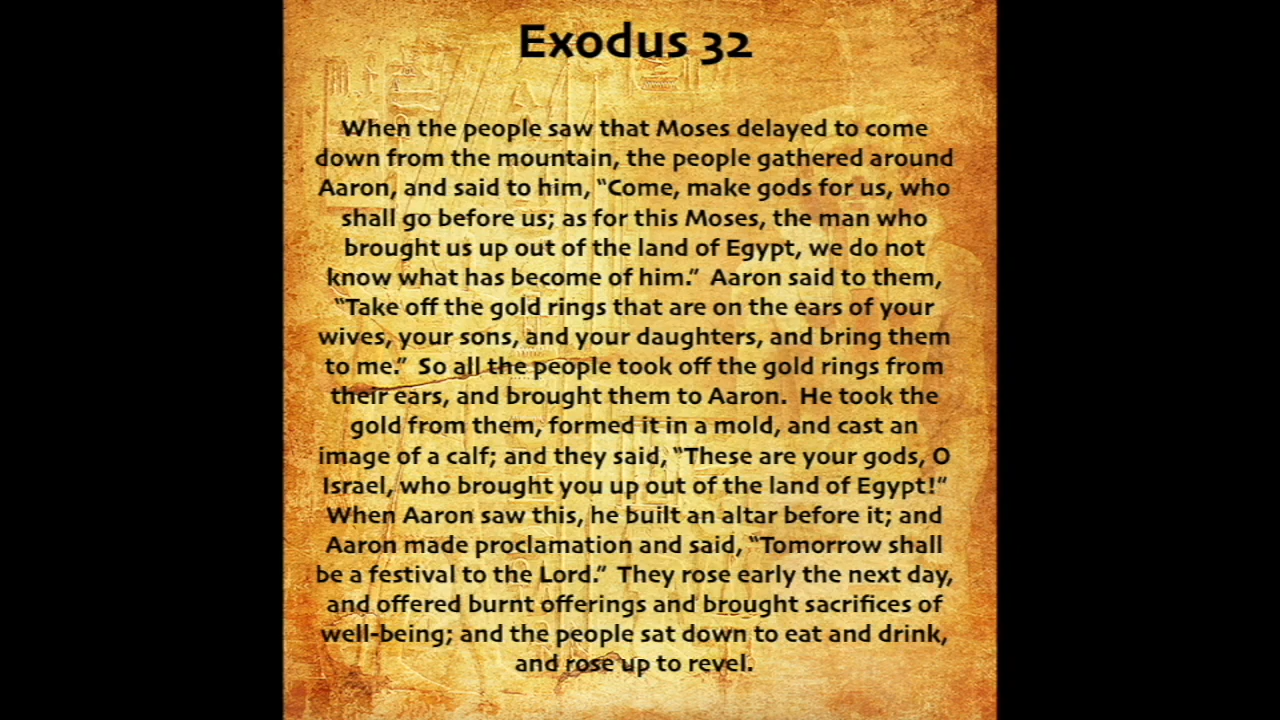 Exodus 32
When the people saw that Moses delayed to come
down from the mountain, the people gathered around
Aaron, and said to him, “Come, make gods for us, who
shall go before us; as for this Moses, the man who
brought us up out of the land of Egypt, we do not
know what has become of him.”  Aaron said to them,
“Take off the gold rings that are on the ears of your
wives, your sons, and your daughters, and bring them
to me.”  So all the people took off the gold rings from
their ears, and brought them to Aaron.  He took the
gold from them, formed it in a mold, and cast an
image of a calf; and they said, “These are your gods, O
Israel, who brought you up out of the land of Egypt!“
When Aaron saw this, he built an altar before it; and
Aaron made proclamation and said, “Tomorrow shall
be a festival to the Lord.”  They rose early the next day,
and offered burnt offerings and brought sacrifices of
well-being; and the people sat down to eat and drink,
and rose up to revel.